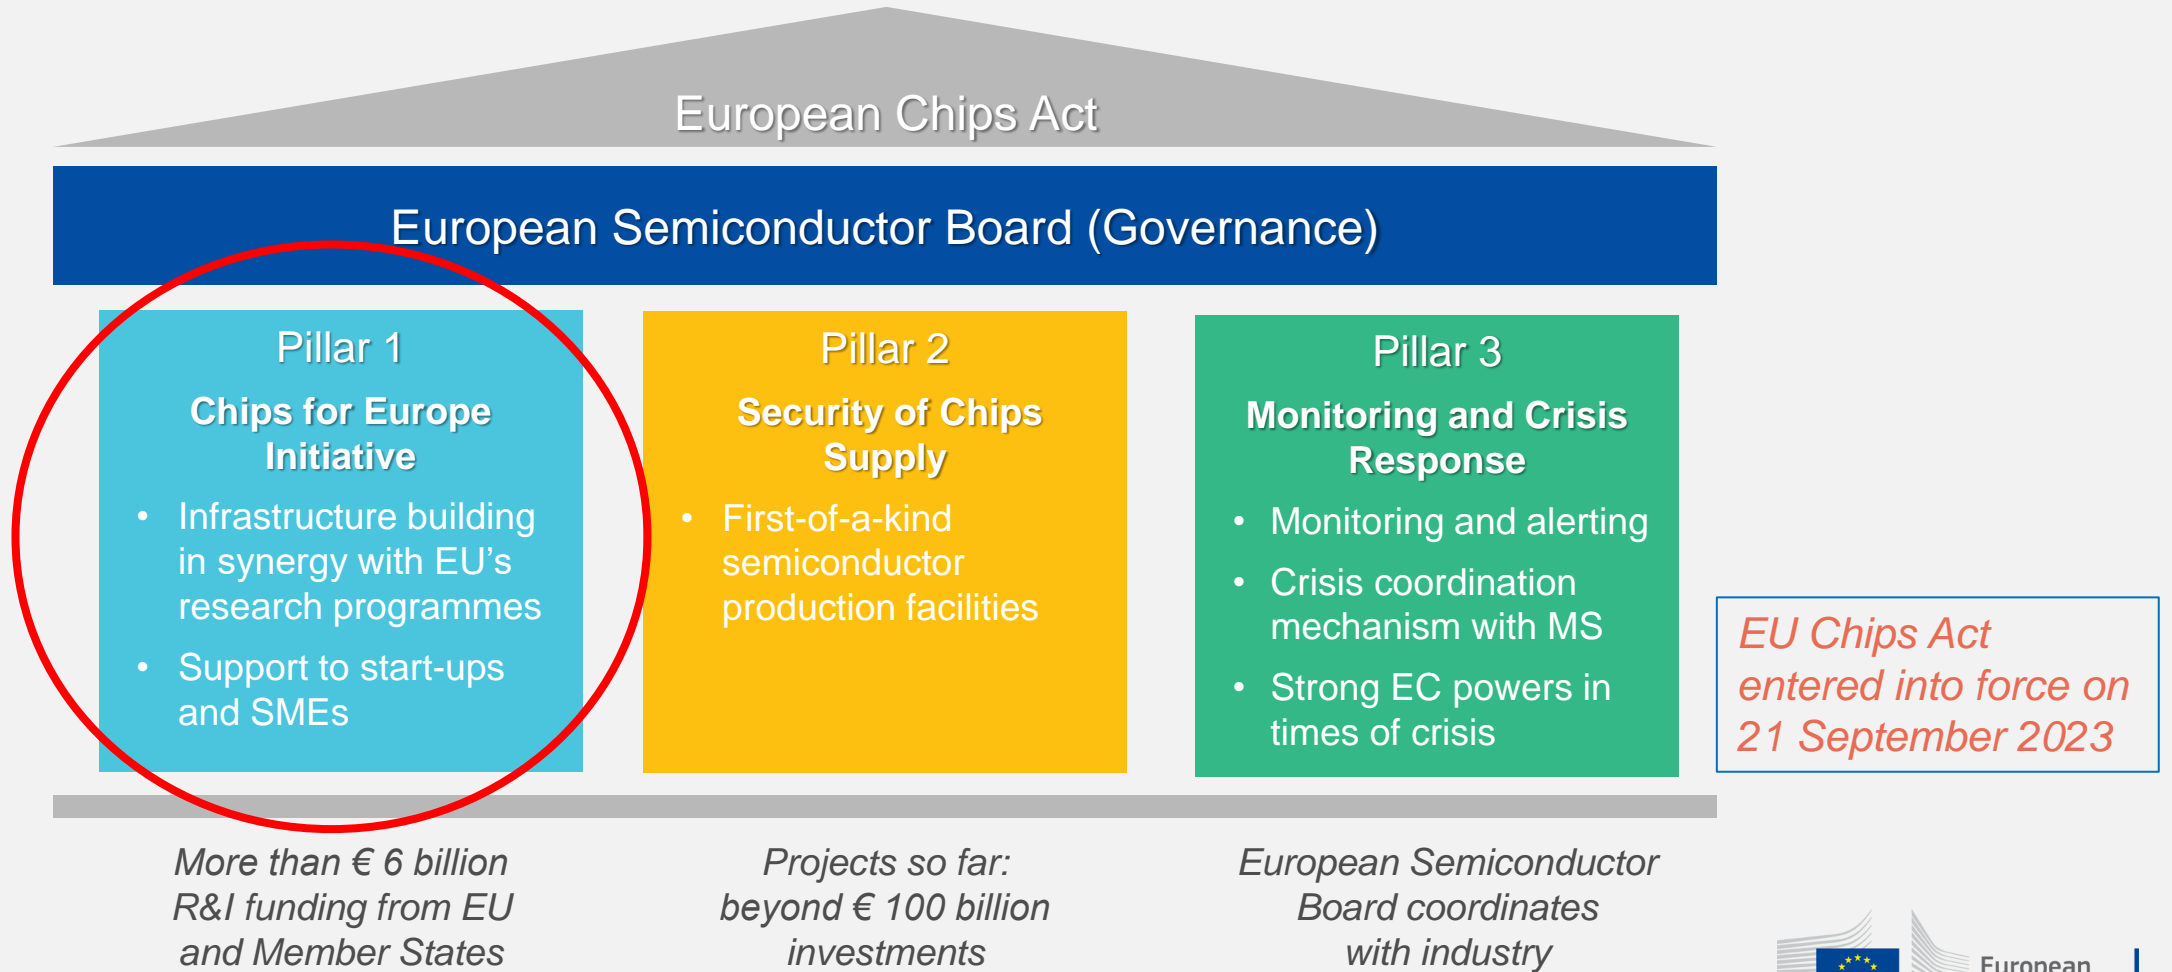 European Chips Act
European Semiconductor Board (Governance)
Pillar 1
Chips for Europe
Initiative
• Infrastructure building
in synergy with EU’s
research programmes
• Support to start-ups
and SMEs
Pillar 2
Security of Chips
Supply
• First-of-a-kind
semiconductor
production facilities
Pillar 3
Monitoring and Crisis
Response
• Monitoring and alerting
• Crisis coordination
mechanism with MS
• Strong EC powers in
times of crisis
EU Chips Act
entered into force on
21 September 2023
More than € 6 billion
R&I funding from EU
and Member States
Projects so far:
beyond € 100 billion
investments
European Semiconductor
Board coordinates
with industry
European